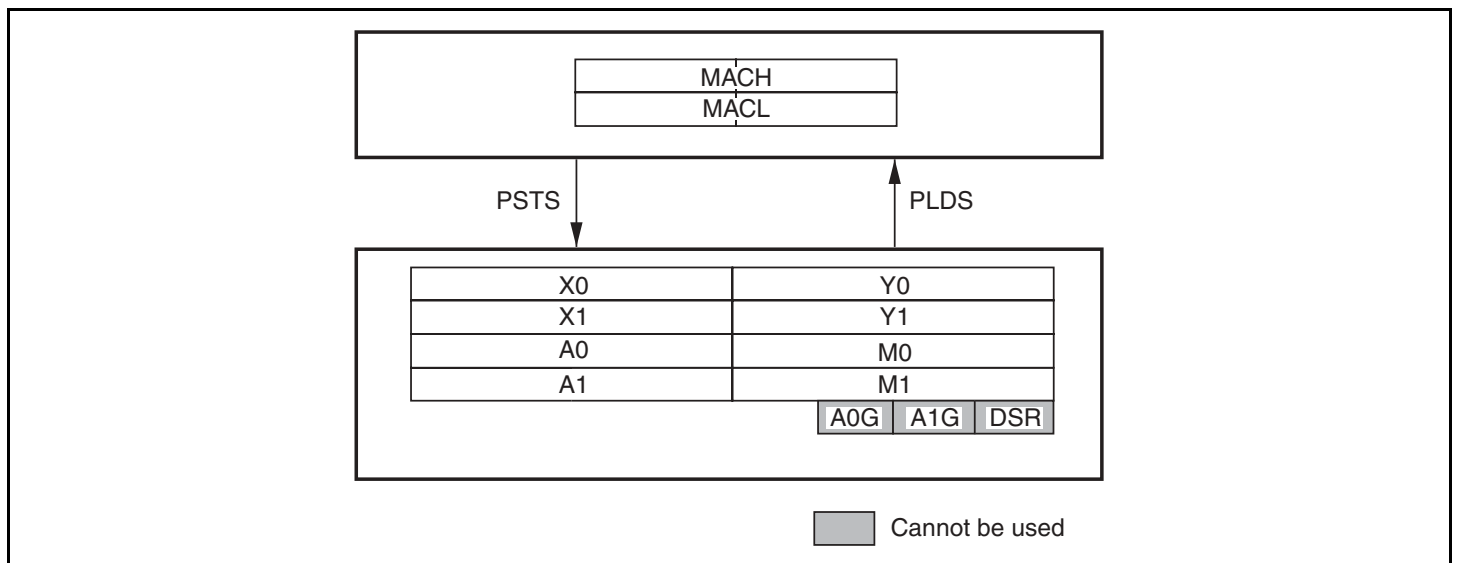 MACH
MACL
PSTS
PLDS
X0 Y0
X1 Y1
A0 M0
A1 M1
A0G A1G DSR
Cannot be used